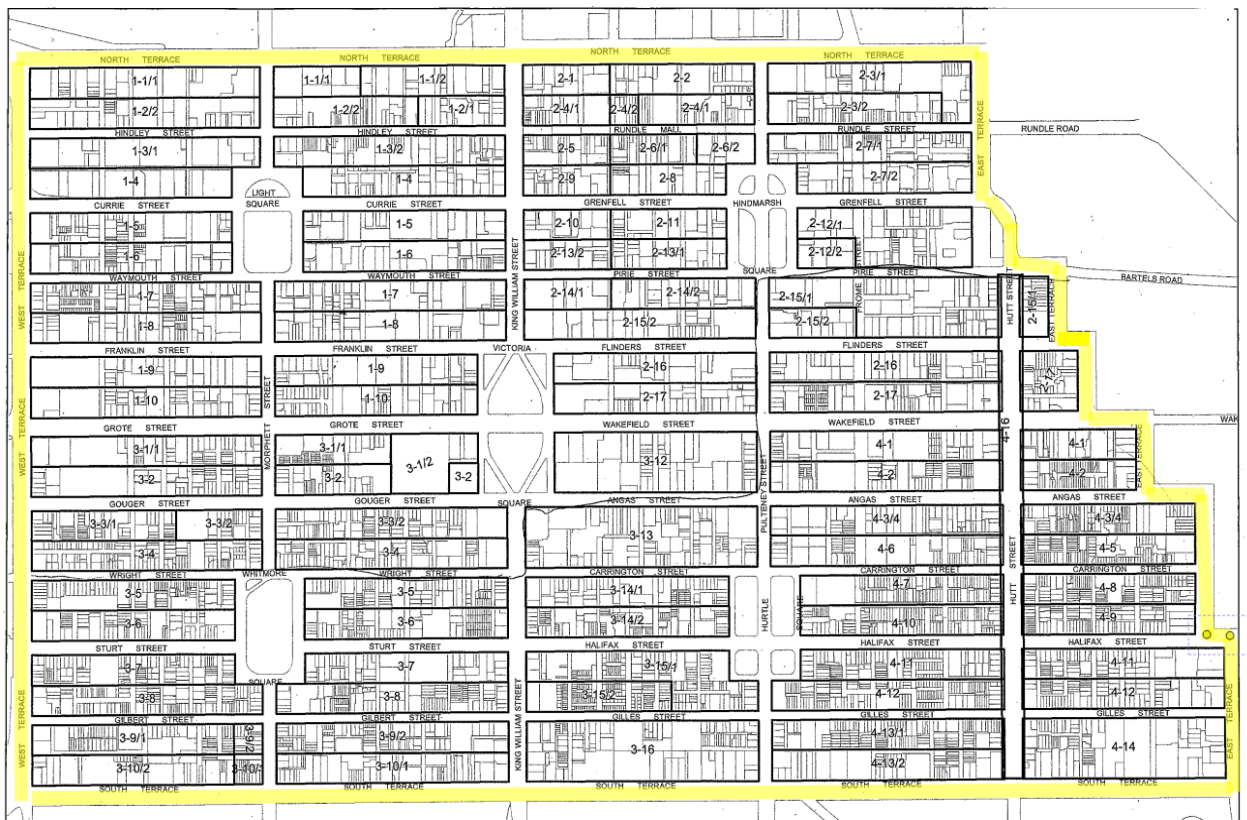 NORTH TERRACE
NORTH TERRACE
NORTH TERRACE
NORTH TERRACE
1-1/1
1-1/1
1-1/2
2-1
2-2
2-3/1
1-2/2
1-2/2
1-2/1
2-4/1
2-4/2
2-4/1
2-3/2
EAST TERRACE
HINDLEY STREET
HINDLEY STREET
RUNDLE MALL
RUNDLE STREET
RUNDLE ROAD
1-3/1
1-3/2
2-5
2-6/1
2-6/2
2-7/1
1-4
1-4
2-9
2-8
2-7/2
LIGHT
SQUARE
CURRIE STREET
CURRIE STREET
GRENFELL STREET
HINDMARSH
GRENFELL STREET
1-5
1-5
2-10
2-11
2-12/1
1-6
1-6
2-13/2
2-13/1
2-12/2
WAYMOUTH STREET
WAYMOUTH STREET
PIRIE STREET
SQUARE
PIRIE STREET
BARTELS ROAD
WEST TERRACE
KING WILLIAM STREET
FROME STREET
HUTT STREET
EAST TERRACE
1-7
1-7
2-14/1
2-14/2
2-15/1
2-15/1
1-8
1-8
2-15/2
2-15/2
FRANKLIN STREET
FRANKLIN STREET
VICTORIA
FLINDERS STREET
FLINDERS STREET
1-9
1-9
2-16
2-16
1-10
1-10
2-17
2-17
MORPHETT STREET
WEST TERRACE
GROTE STREET
GROTE STREET
WAKEFIELD STREET
WAKEFIELD STREET
4-16
WAK
3-1/1
3-1/1
3-1/2
3-12
4-1
4-1
3-2
3-2
3-2
4-2
4-2
EAST TERRACE
GOUGER STREET
GOUGER STREET
SQUARE
ANGAS STREET
PULTENEY STREET
ANGAS STREET
ANGAS STREET
3-3/1
3-3/2
3-3/2
3-13
4-3/4
4-3/4
3-4
3-4
4-6
4-5
HUTT STREET
WRIGHT STREET
WHITMORE
WRIGHT STREET
CARRINGTON STREET
CARRINGTON STREET
CARRINGTON STREET
3-5
3-5
3-14/1
4-7
4-8
3-6
3-6
3-14/2
HURTLE
SQUARE
4-10
4-9
STURT STREET
STURT STREET
HALIFAX STREET
HALIFAX STREET
HALIFAX STREET
3-7
3-7
3-15/1
4-11
4-11
SQUARE
3-8
3-8
3-15/2
4-12
4-12
WEST TERRACE
KING WILLIAM STREET
EAST TERRACE
GILBERT STREET
GILBERT STREET
GILLES STREET
GILLES STREET
GILLES STREET
3-9/1
3-9/2
3-9/2
3-16
4-13/1
4-14
3-10/2
3-10/1
4-13/2
SOUTH TERRACE
SOUTH TERRACE
SOUTH TERRACE
SOUTH TERRACE
SOUTH TERRACE